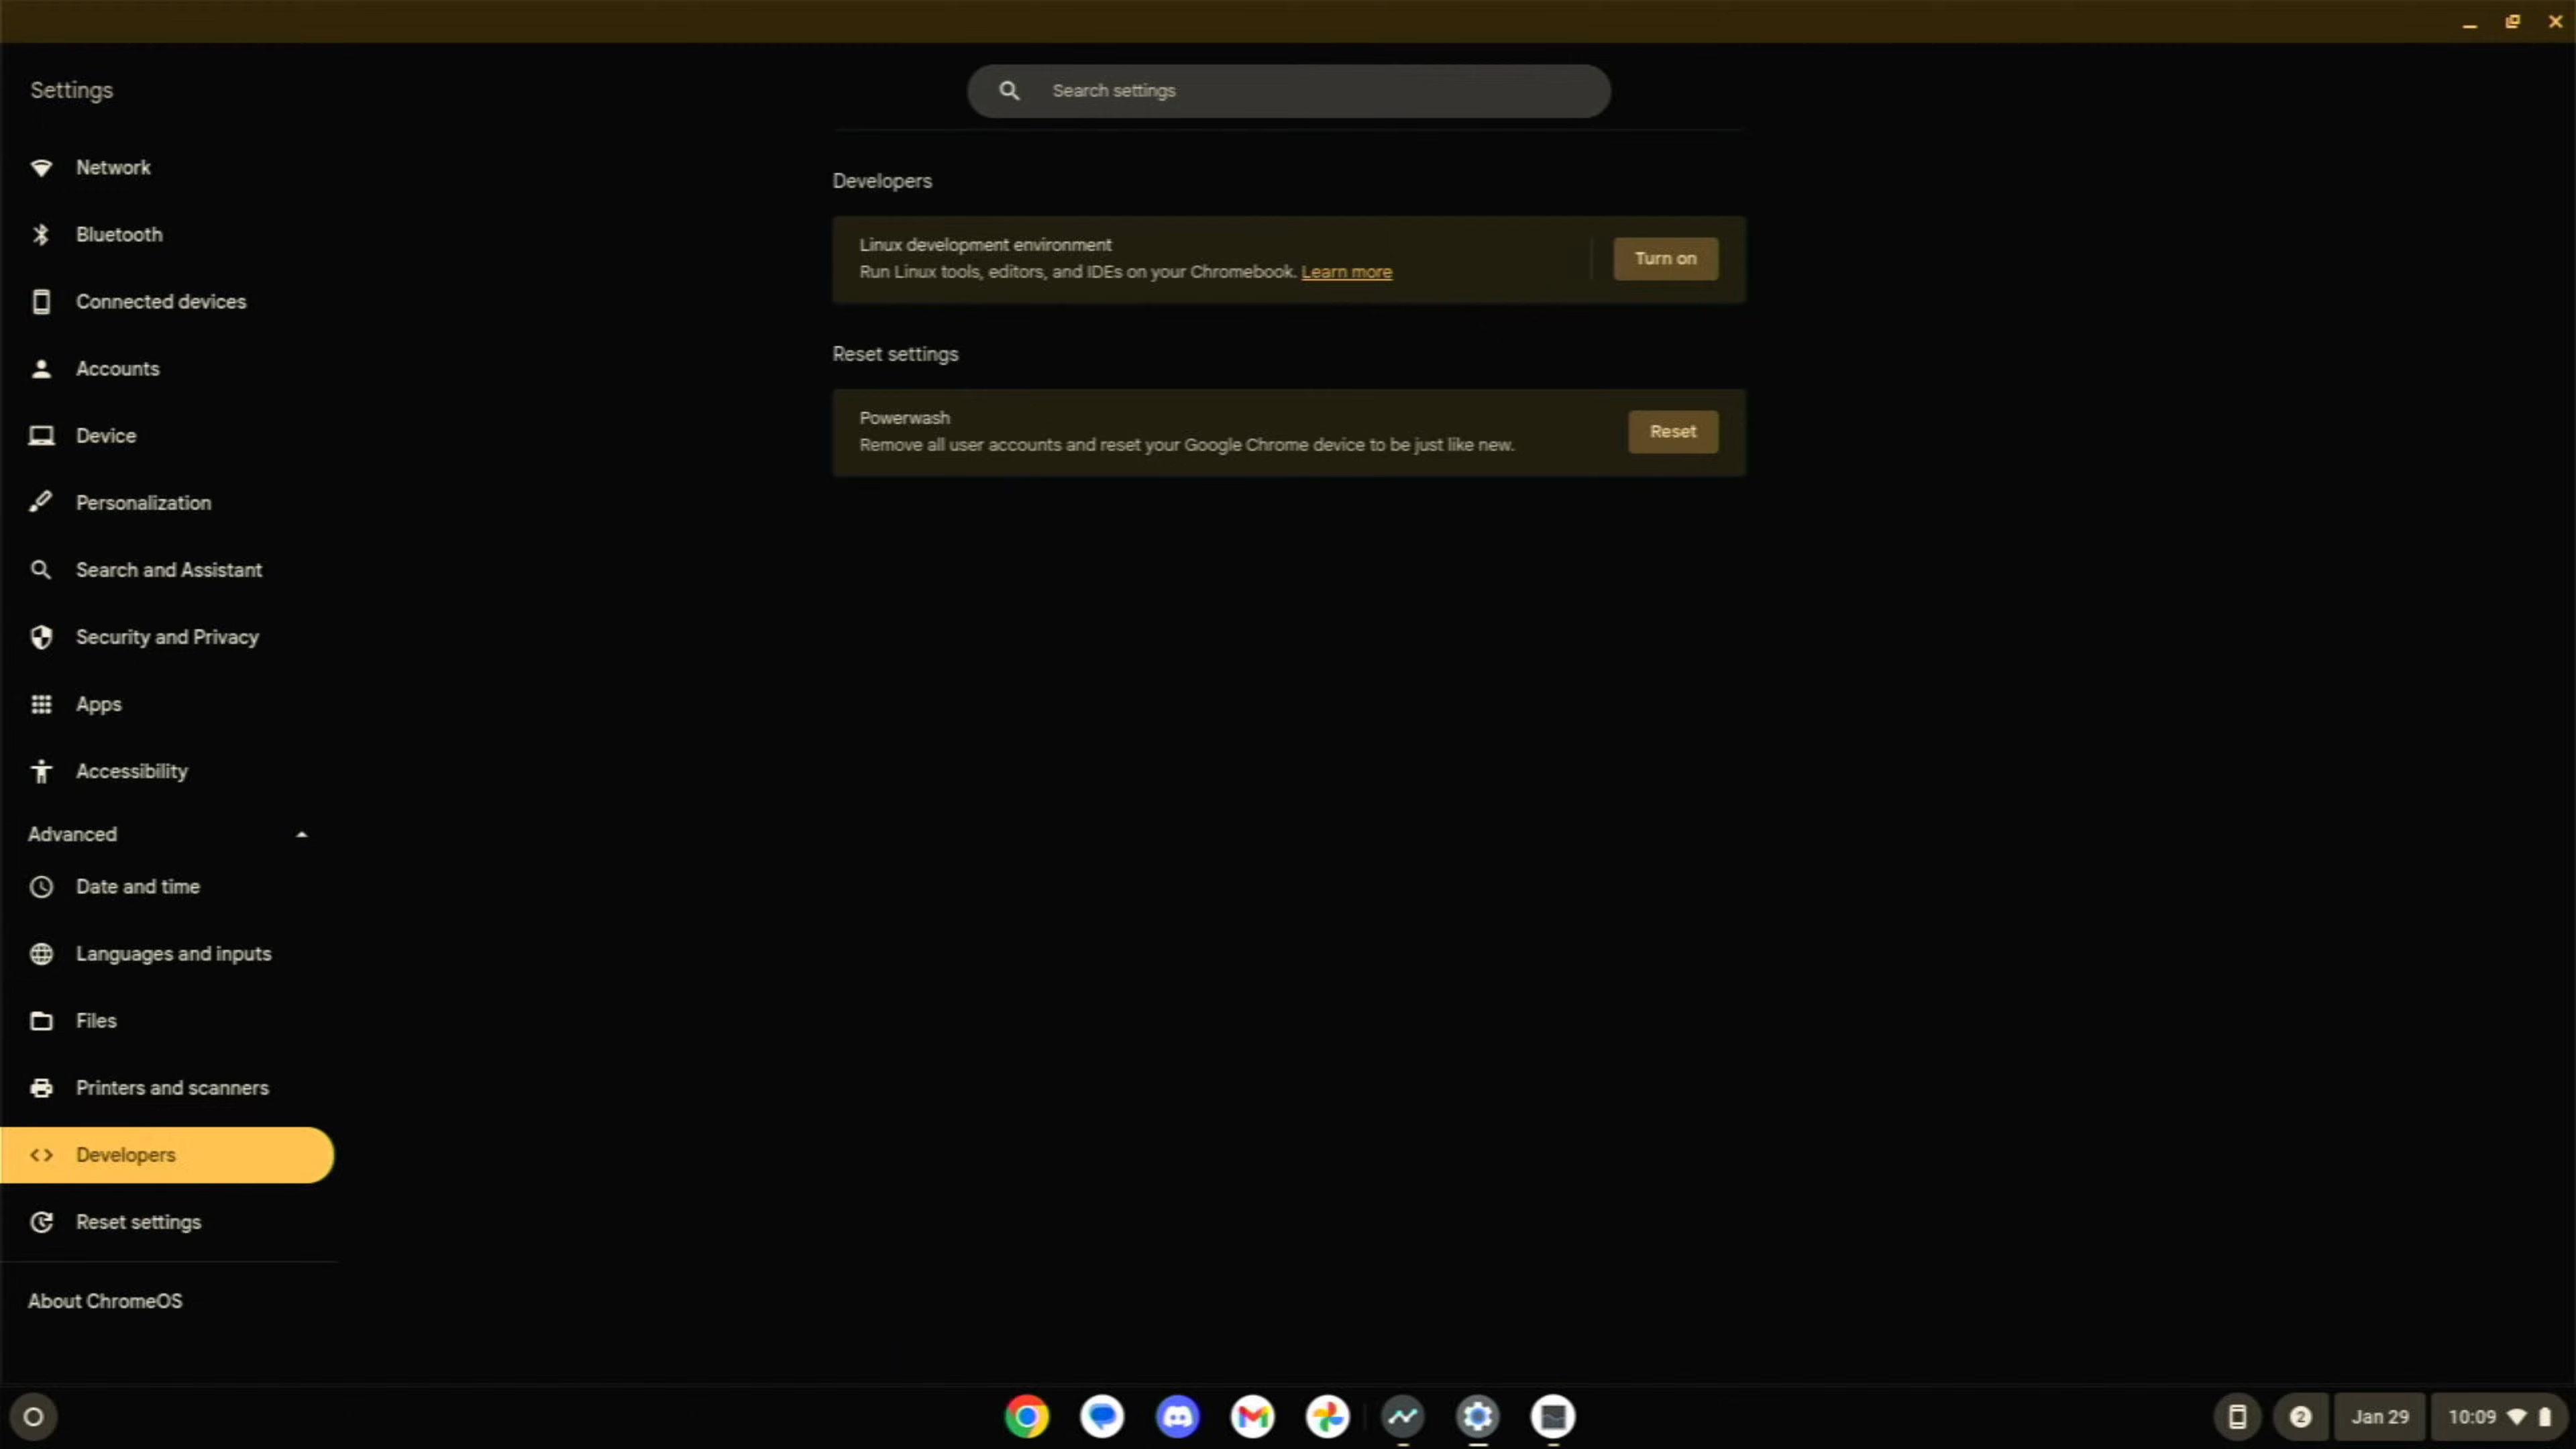 Settings
Search settings
Network
Bluetooth
Connected devices
Accounts
Device
Personalization
Search and Assistant
Security and Privacy
Apps
Accessibility
Advanced
Date and time
Languages and inputs
Files
Printers and scanners
Developers
Reset settings
About ChromeOS
Developers
Linux development environment
Run Linux tools, editors, and IDEs on your Chromebook. Learn more
Turn on
Reset settings
Powerwash
Remove all user accounts and reset your Google Chrome device to be just like new.
Reset
2
Jan 29
10:09